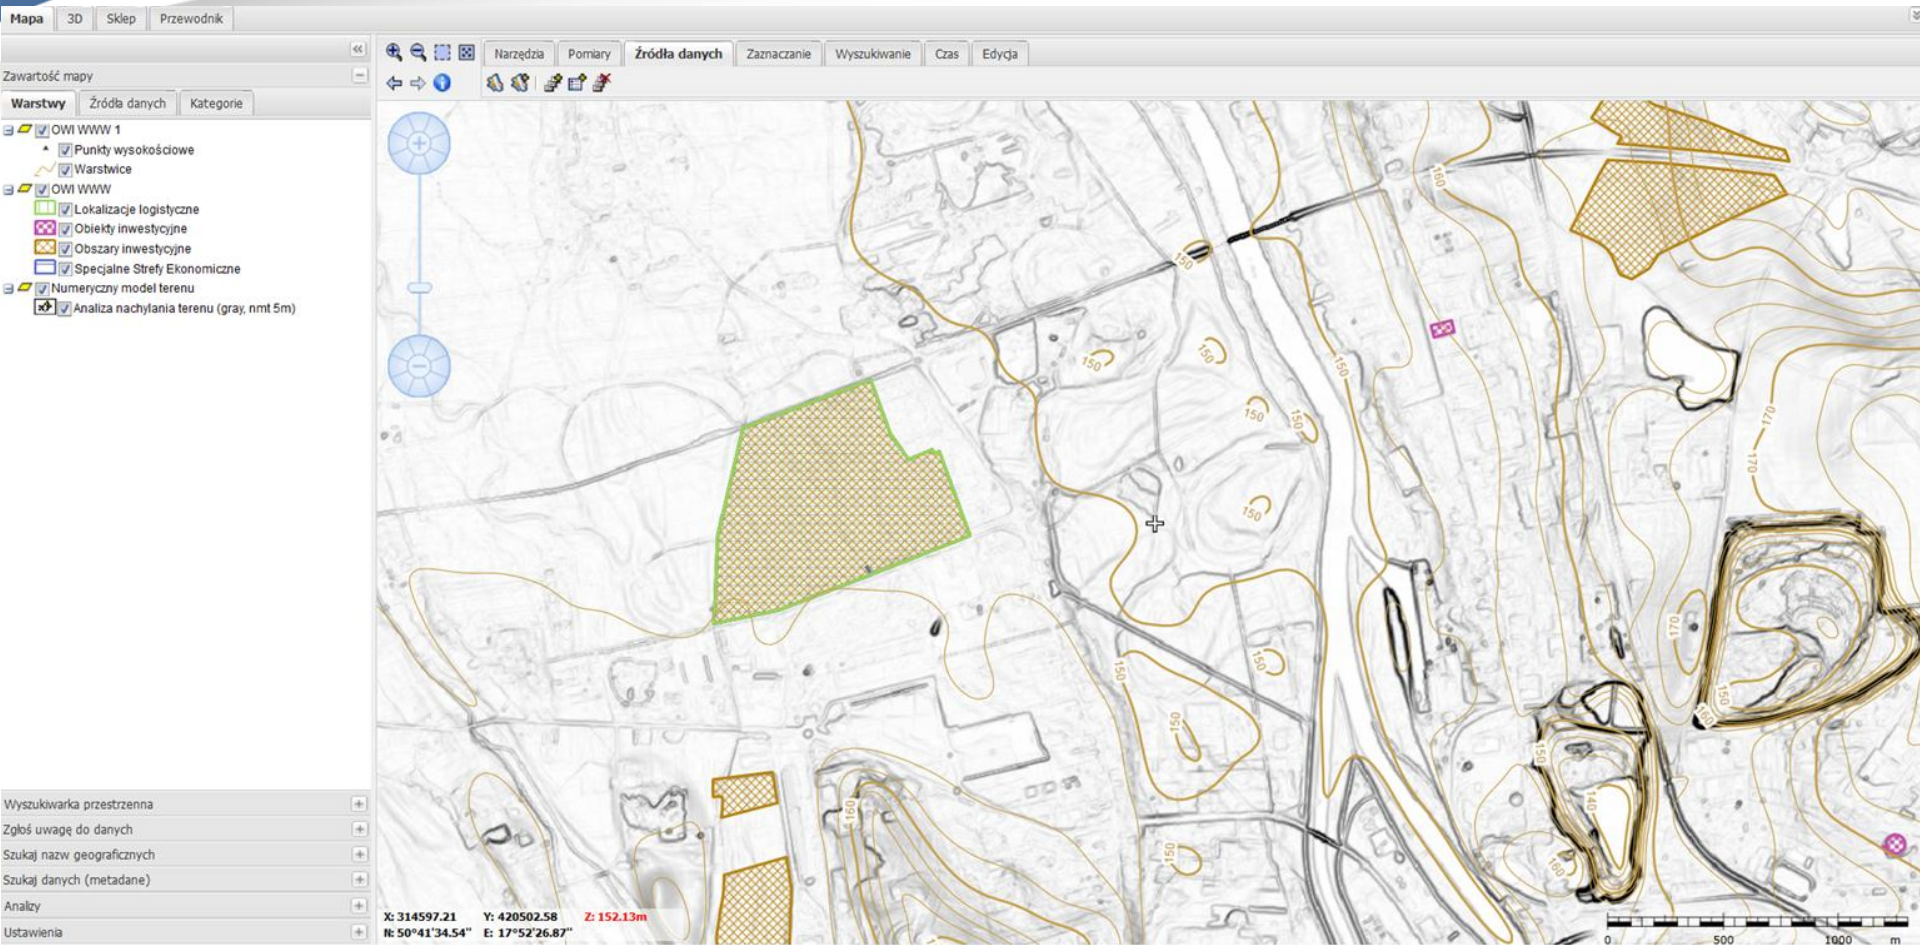 Mapa 3D Sklep Przewodnik
Zawartość mapy
Warstwy Źródła danych Kategorie
OWI WWW 1
Punkty wysokościowe
Warstwice
OWI WWW
Lokalizacje logistyczne
Obiekty inwestycyjne
Obszary inwestycyjne
Specjalne Strefy Ekonomiczne
Numeryczny model terenu
Analiza nachylania terenu (gray, nmt 5m)
Wyszukiwarka przestrzenna
Zgłoś uwagę do danych
Szukaj nazw geograficznych
Szukaj danych (metadane)
Analizy
Ustawienia
Narzędzia Pomiary Źródła danych Zaznaczanie Wyszukiwanie Czas Edycja
160
150
150
150
150
150
150
170
170
150
170
150
160
150
150
150
150
140
160
160
150
X: 314597.21 Y: 420502.58 Z: 152.13m
N: 50°41'34.54" E: 17°52'26.87"
0 500 1000 m